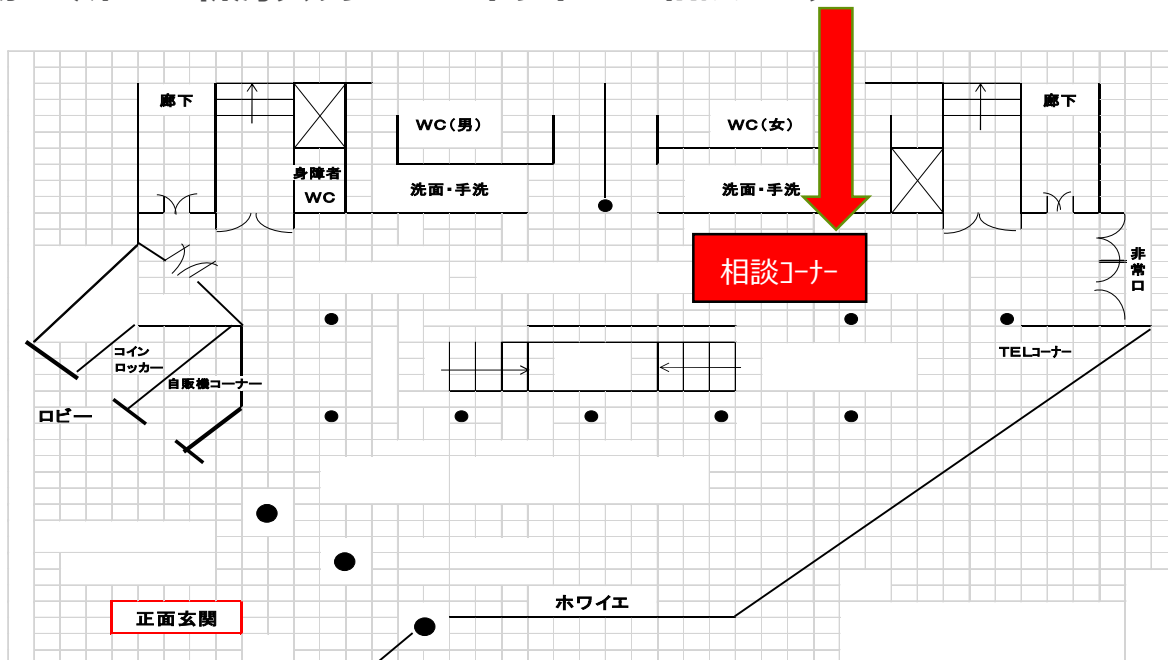 廊下
WC(男)
WC(女)
廊下
身障者
WC
洗面・手洗
洗面・手洗
相談コーナー
非常口
コイン
ロッカー
自販機コーナー
TELコーナー
ロビー
ホワイエ
正面玄関